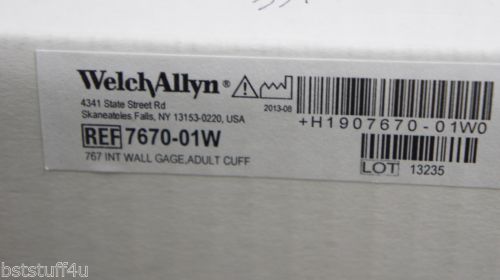 WelchAllyn®
4341 State Street Rd
Skaneateles Falls, NY 13153-0220, USA
2013-08
REF 7670-01W
767 INT WALL GAGE,ADULT CUFF
+H1907670-01W0
LOT 13235
bststuff4u bststuff4u